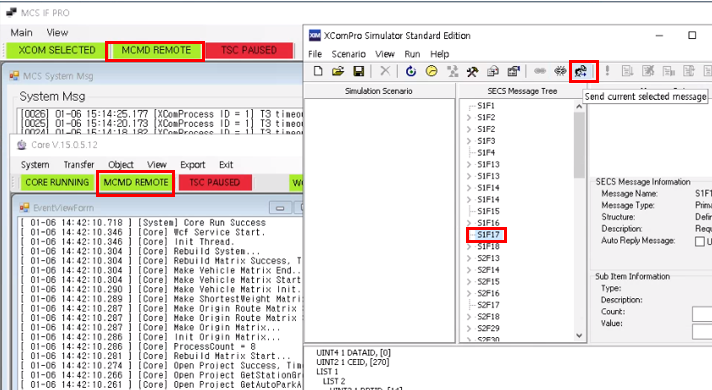 MCS IF PRO
Main View
XCOM SELECTED MCMD REMOTE TSC PAUSED
MCS System Msg
System Msg
[0026] 01-06 15:14:25.177 [XComProcess ID = 1] T3 timeou
[0025] 01-06 15:14:20.173 [XComProcess ID = 1] T3 timeou
[0024] 01-06 15:14:18.182 [XComProcess ID = 1] T3 timeou
Core V.15.0.5.12
System Transfer Object View Export Exit
CORE RUNNING MCMD REMOTE TSC PAUSED
EventViewForm
[ 01-06 14:42:10.718 ] [System] Core Run Success
[ 01-06 14:42:10.346 ] [Core] Wcf Service Start.
[ 01-06 14:42:10.346 ] [Core] Init Thread.
[ 01-06 14:42:10.304 ] [Core] Rebuild System...
[ 01-06 14:42:10.304 ] [Core] Rebuild Matrix Success, T
[ 01-06 14:42:10.304 ] [Core] Make Vehicle Matrix End..
[ 01-06 14:42:10.304 ] [Core] Make Vehicle Matrix Start
[ 01-06 14:42:10.290 ] [Core] Make Vehicle Matrix Init.
[ 01-06 14:42:10.289 ] [Core] Make ShortestWeight Matri
[ 01-06 14:42:10.287 ] [Core] Make Origin Route Matrix
[ 01-06 14:42:10.287 ] [Core] Make Origin Route Matrix
[ 01-06 14:42:10.287 ] [Core] Make Origin Matrix...
[ 01-06 14:42:10.286 ] [Core] Init Origin Matrix...
[ 01-06 14:42:10.286 ] [Core] ProcessCount = 8
[ 01-06 14:42:10.281 ] [Core] Rebuild Matrix Start...
[ 01-06 14:42:10.274 ] [Core] Open Project Success, Time
[ 01-06 14:42:10.266 ] [Core] Open Project GetStationGr
[ 01-06 14:42:10.261 ] [Core] Open Project GetAutoParkA
XComPro Simulator Standard Edition
File Scenario View Run Help
Send current selected message
Simulation Scenario
SECS Message Tree
S1F1
S1F2
S1F2
S1F3
S1F4
S1F13
S1F13
S1F14
S1F14
S1F15
S1F16
S1F17
S1F18
S2F13
S2F14
S2F15
S2F16
S2F17
S2F18
S2F29
S2F30
SECS Message Information
Message Name: S1F1
Message Type: Prima
Structure: Defin
Description: Requ
Auto Reply Message: U
Sub Item Information
Type:
Description:
Count:
Value:
UINT4 1 DATAID, [0]
UINT2 1 CEID, [270]
LIST 1
LIST 2